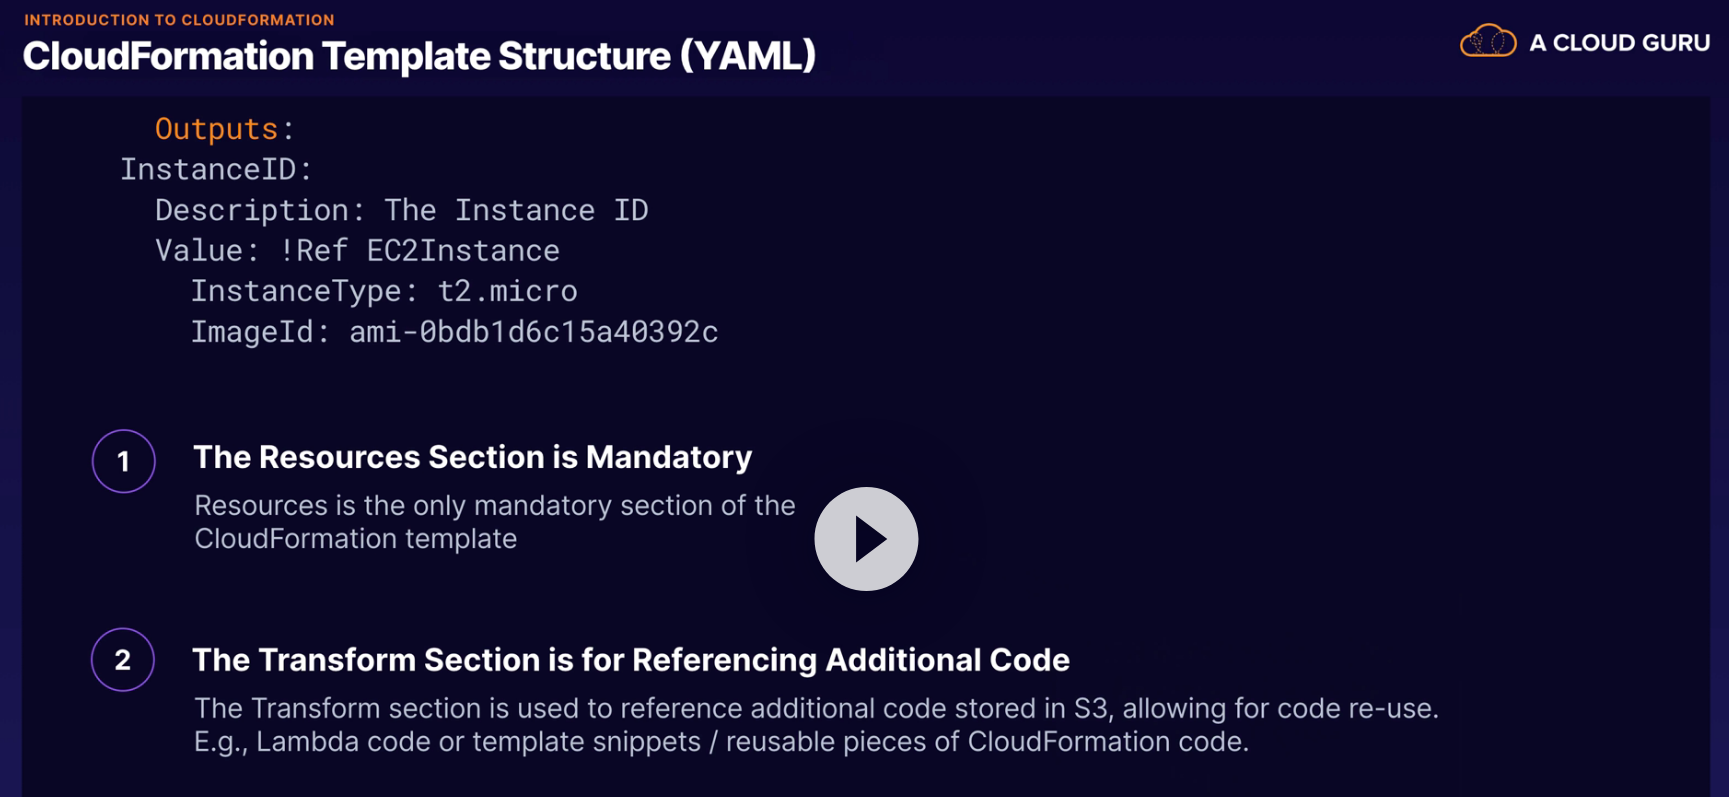 INTRODUCTION TO CLOUDFORMATION
CloudFormation Template Structure (YAML)
A CLOUD GURU
Outputs:
InstanceID:
Description: The Instance ID
Value: !Ref EC2Instance
InstanceType: t2.micro
ImageId: ami-0bdb1d6c15a40392c
1
The Resources Section is Mandatory
Resources is the only mandatory section of the
CloudFormation template
2
The Transform Section is for Referencing Additional Code
The Transform section is used to reference additional code stored in S3, allowing for code re-use.
E.g., Lambda code or template snippets / reusable pieces of CloudFormation code.